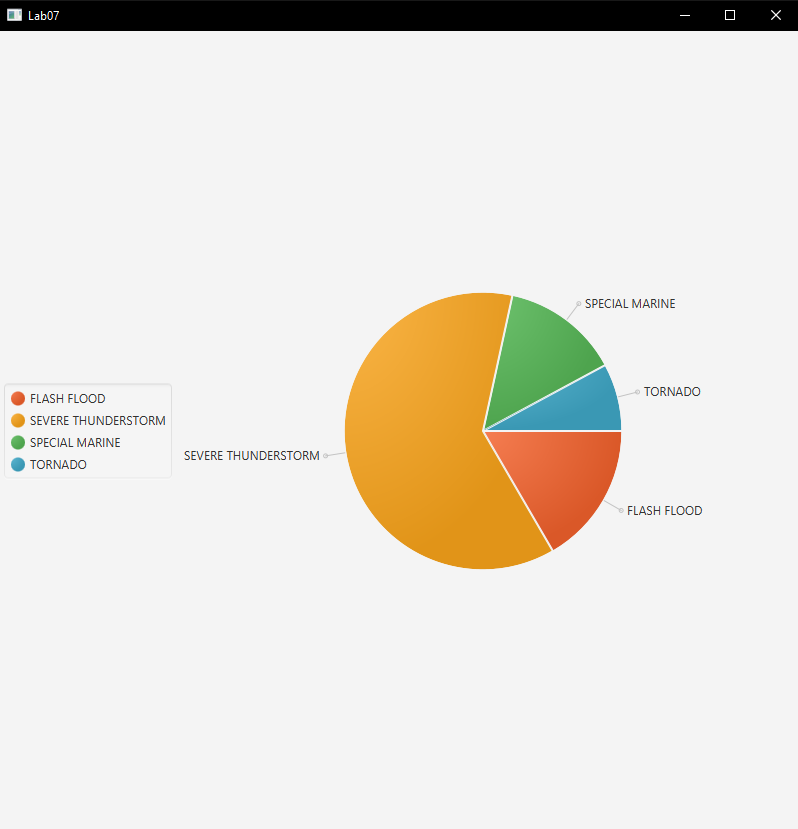 Lab07
SPECIAL MARINE
TORNADO
SEVERE THUNDERSTORM
FLASH FLOOD
FLASH FLOOD
SEVERE THUNDERSTORM
SPECIAL MARINE
TORNADO